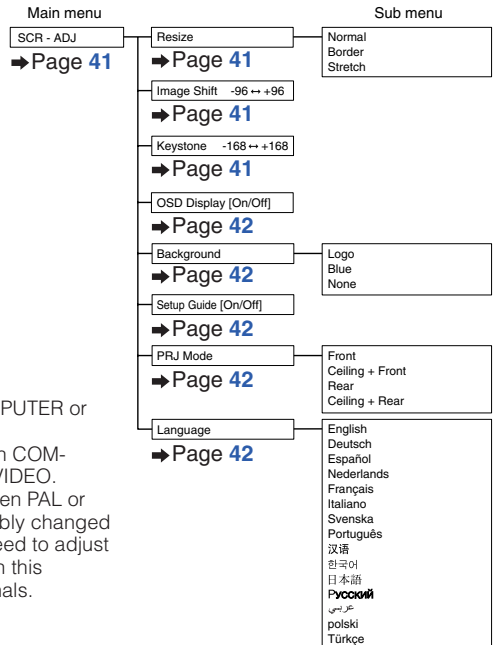 Main menu
Sub menu
SCR - ADJ
➡Page 41
Resize
➡Page 41
Normal
Border
Stretch
Image Shift -96 ↔ +96
➡Page 41
Keystone -168 ↔ +168
➡Page 41
OSD Display [On/Off]
➡Page 42
Background
➡Page 42
Logo
Blue
None
Setup Guide [On/Off]
➡Page 42
PRJ Mode
➡Page 42
Front
Ceiling + Front
Rear
Ceiling + Rear
Language
➡Page 42
English
Deutsch
Español
Nederlands
Français
Italiano
Svenska
Português
汉语
한국어
日本語
Русский
عربي
polski
Türkçe
PUTER or
n COM-
VIDEO.
en PAL or
bly changed
eed to adjust
n this
nals.